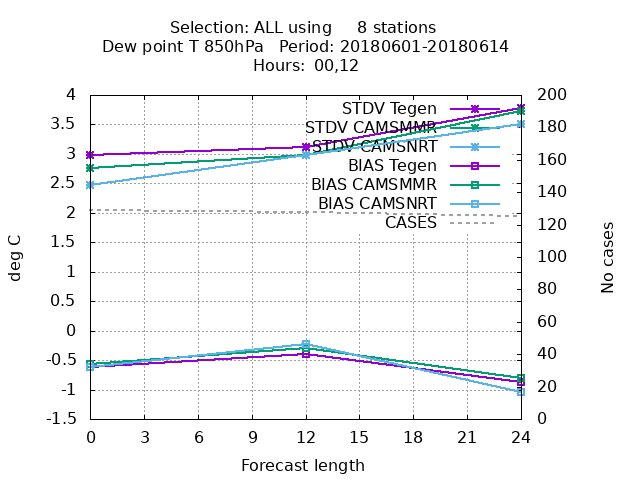 Selection: ALL using     8 stations
Dew point T 850hPa   Period: 20180601-20180614
Hours:  00,12
4
3.5
3
2.5
2
1.5
1
0.5
0
-0.5
-1
-1.5
deg C
200
180
160
140
120
100
80
60
40
20
0
No cases
STDV Tegen
STDV CAMSMMR
STDV CAMSNRT
BIAS Tegen
BIAS CAMSMMR
BIAS CAMSNRT
CASES
0 3 6 9 12 15 18 21 24
Forecast length